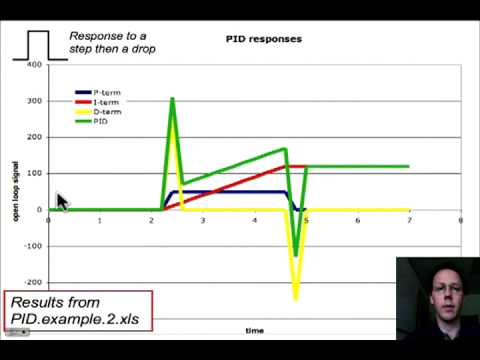 Response to a
step then a drop
PID responses
400
300
200
100
0
-100
-200
P-term
I-term
D-term
PID
open loop signal
0
1
2
3
4
5
6
7
8
time
Results from
PID.example.2.xls